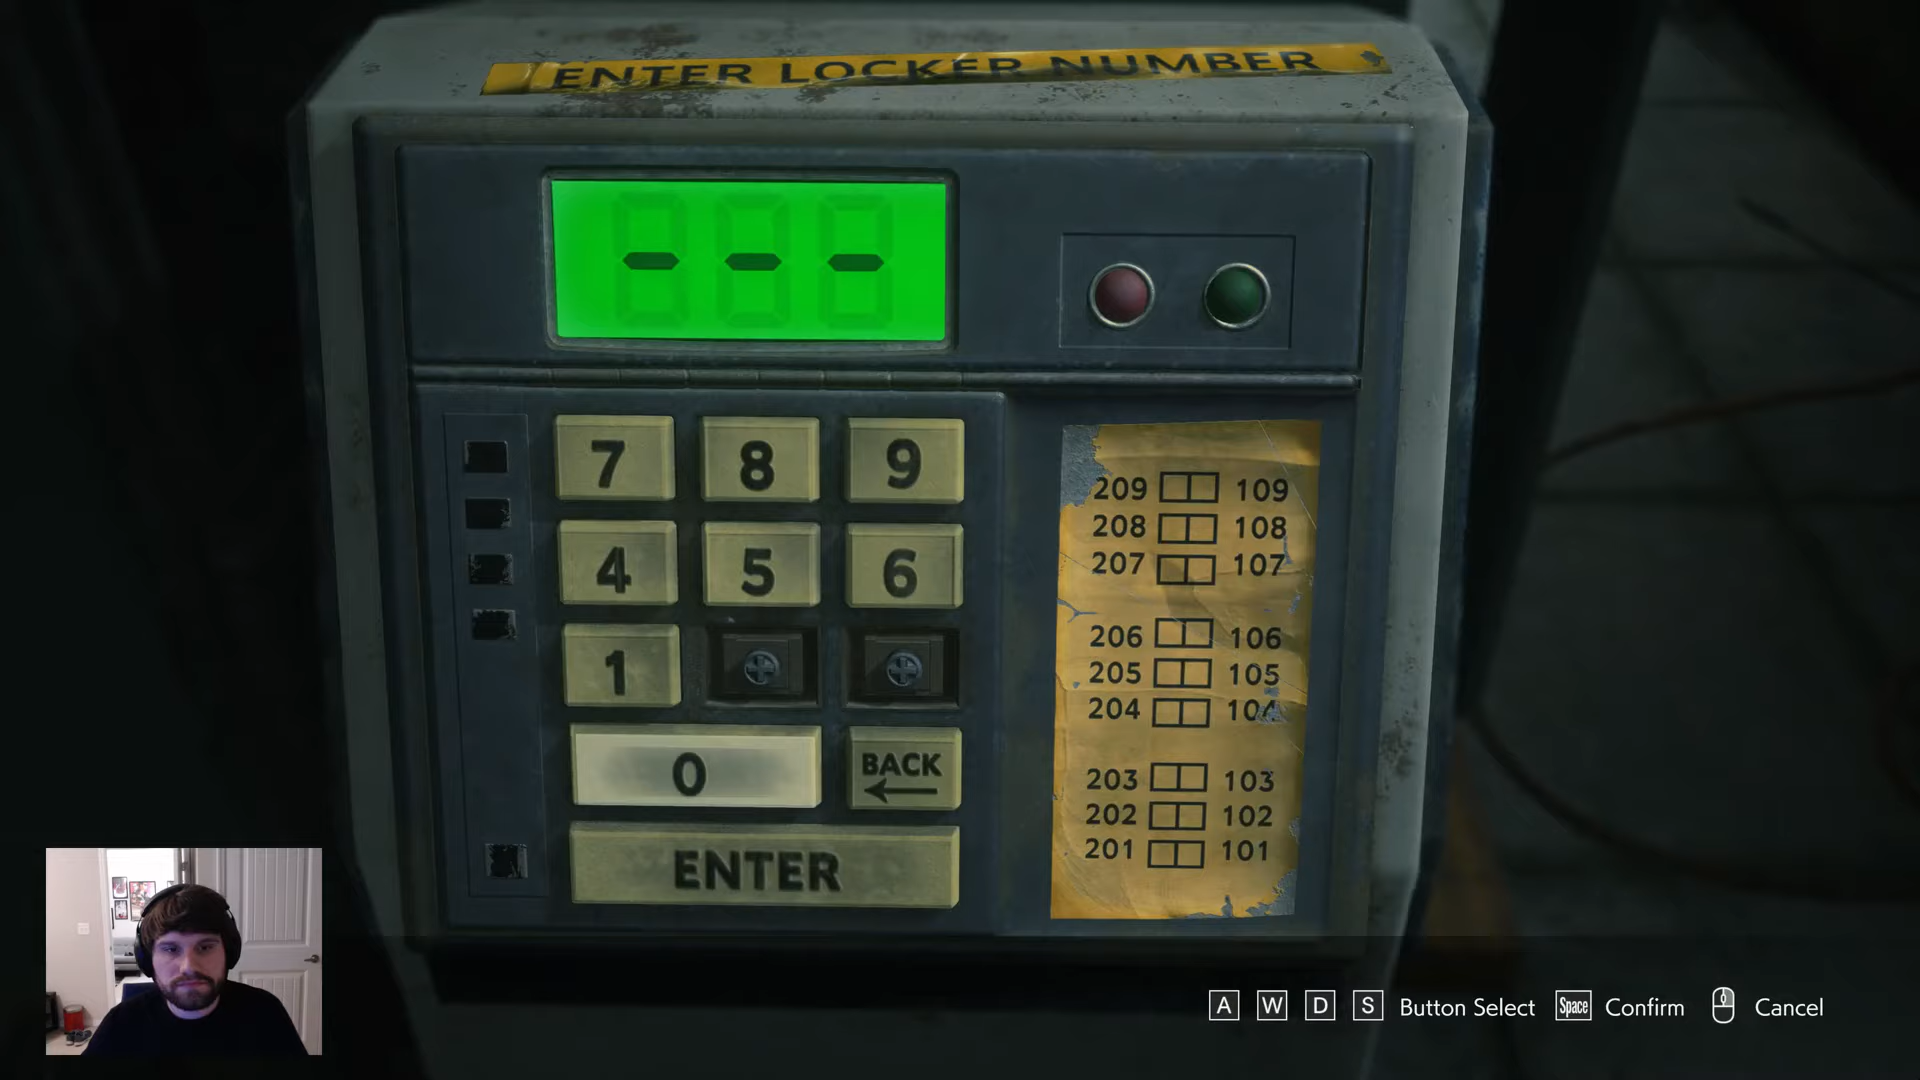 ENTER LOCKER NUMBER
7 8 9
4 5 6
1
0 BACK
ENTER
209 109
208 108
207 107
206 106
205 105
204 104
203 103
202 102
201 101
A W D S Button Select Space Confirm Cancel